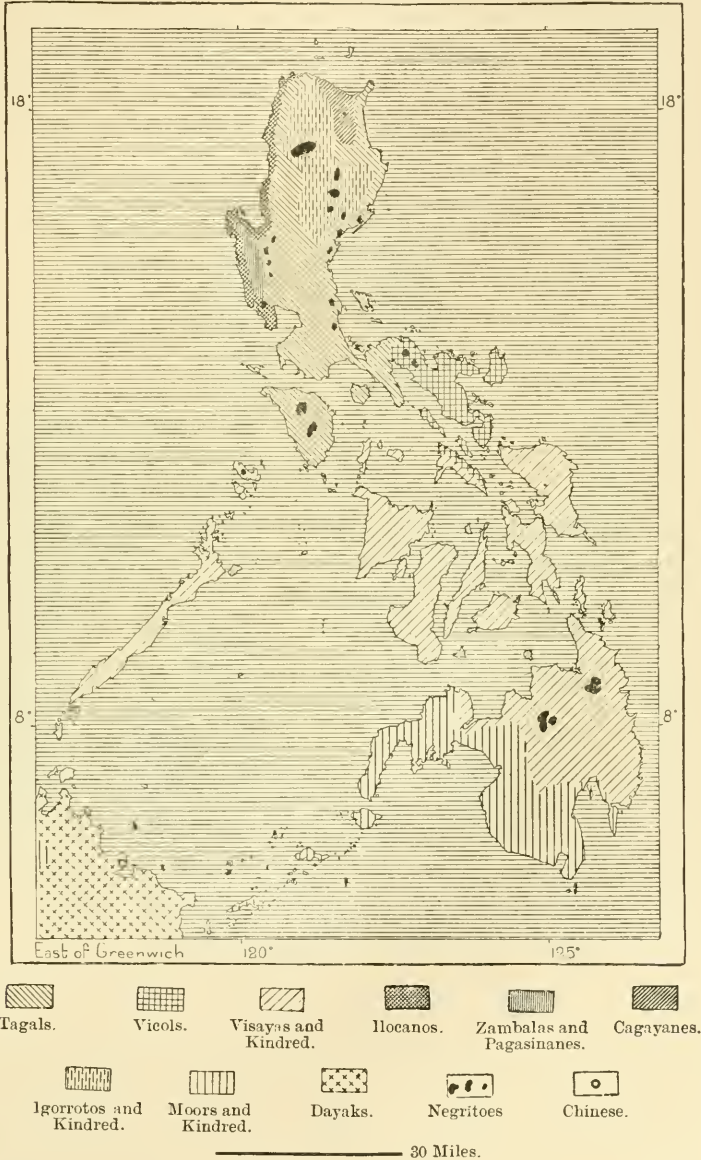 18°
18°
8°
8°
East of Greenwich
120°
125°
Tagals.
Vicols.
Visayas and
Kindred.
Ilocanos.
Zambalas and
Pagasinanes.
Cagayanes.
Igorrotos and
Kindred.
Moors and
Kindred.
Dayaks.
Negritoes
Chinese.
30 Miles.